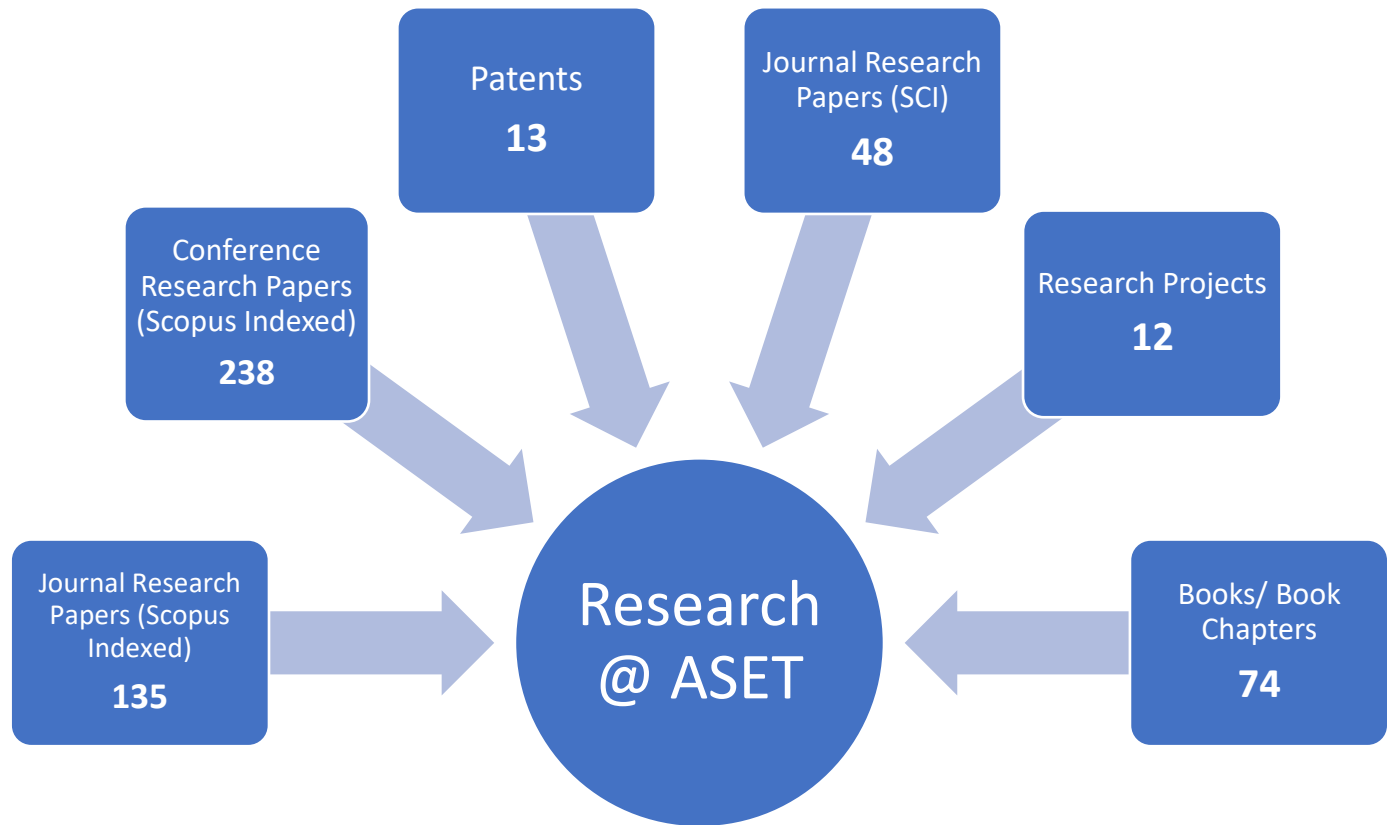 Patents
13
Journal Research
Papers (SCI)
48
Conference
Research Papers
(Scopus Indexed)
238
Research Projects
12
Journal Research
Papers (Scopus
Indexed)
135
Research
@ ASET
Books/ Book
Chapters
74